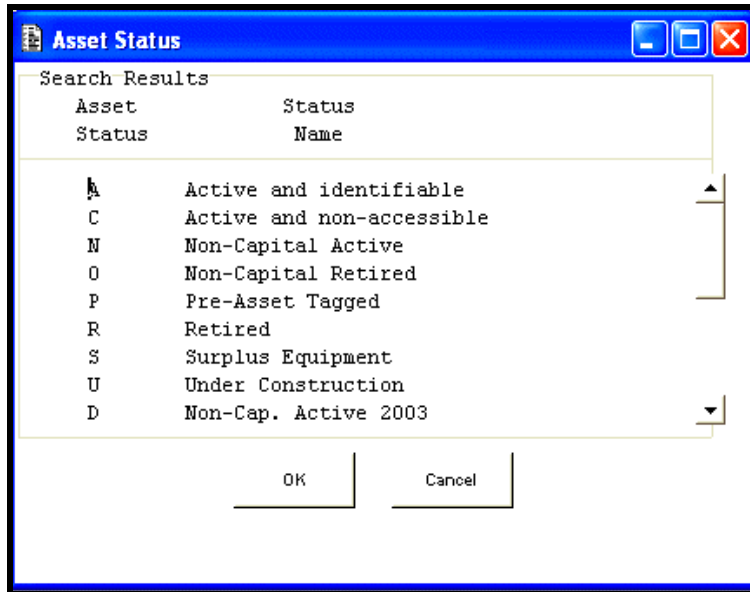 Asset Status
Search Results
Asset Status
Status Name
A Active and identifiable
C Active and non-accessible
N Non-Capital Active
O Non-Capital Retired
P Pre-Asset Tagged
R Retired
S Surplus Equipment
U Under Construction
D Non-Cap. Active 2003
OK Cancel